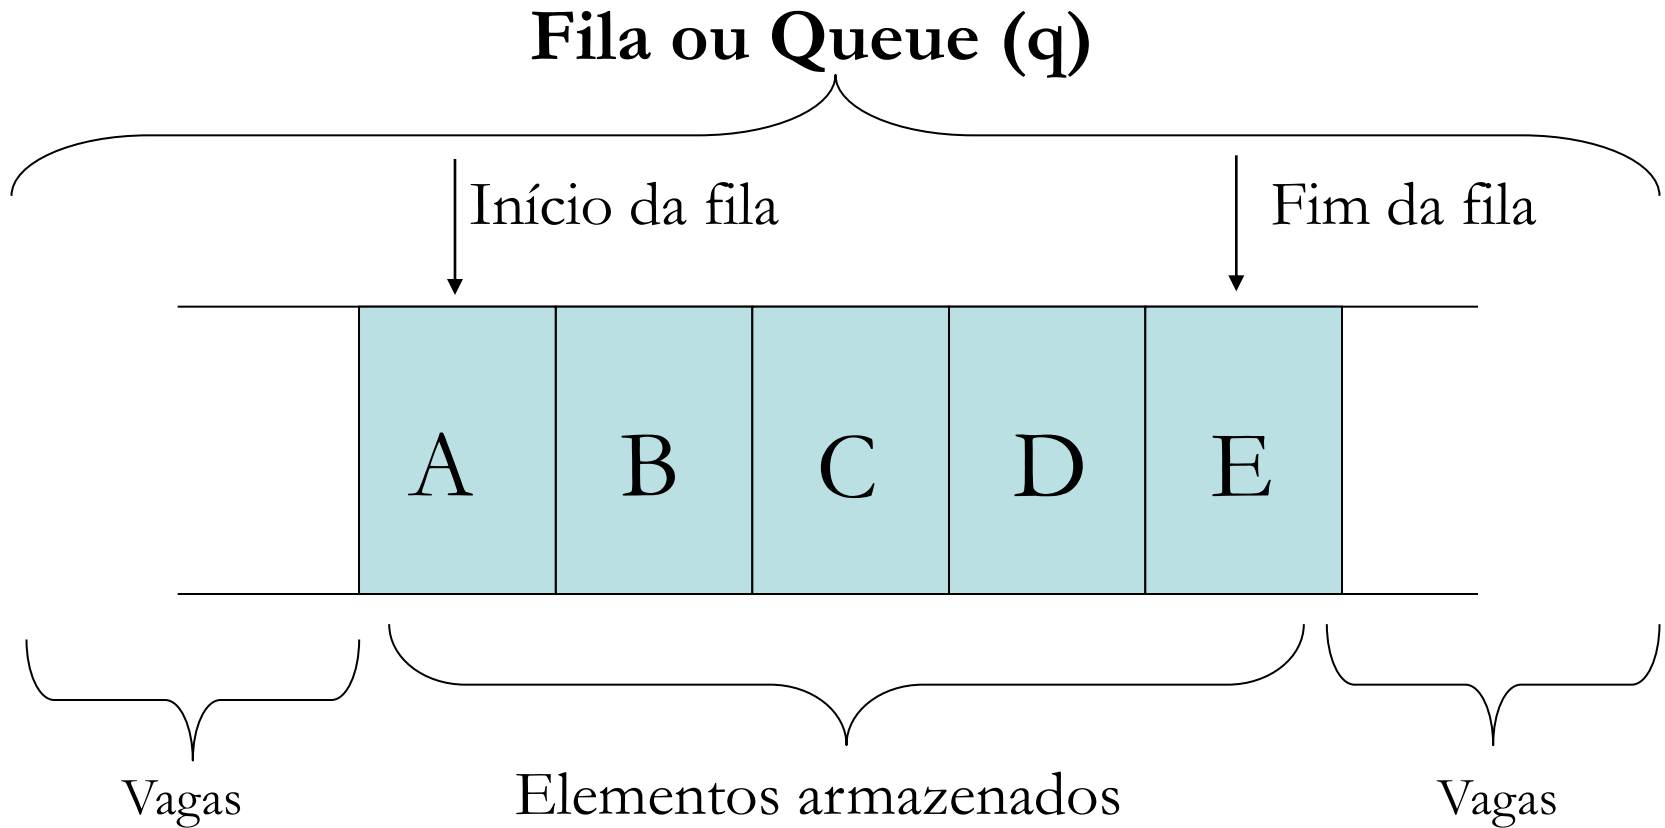 Fila ou Queue (q)
Início da fila
Fim da fila
A B C D E
Vagas
Elementos armazenados
Vagas